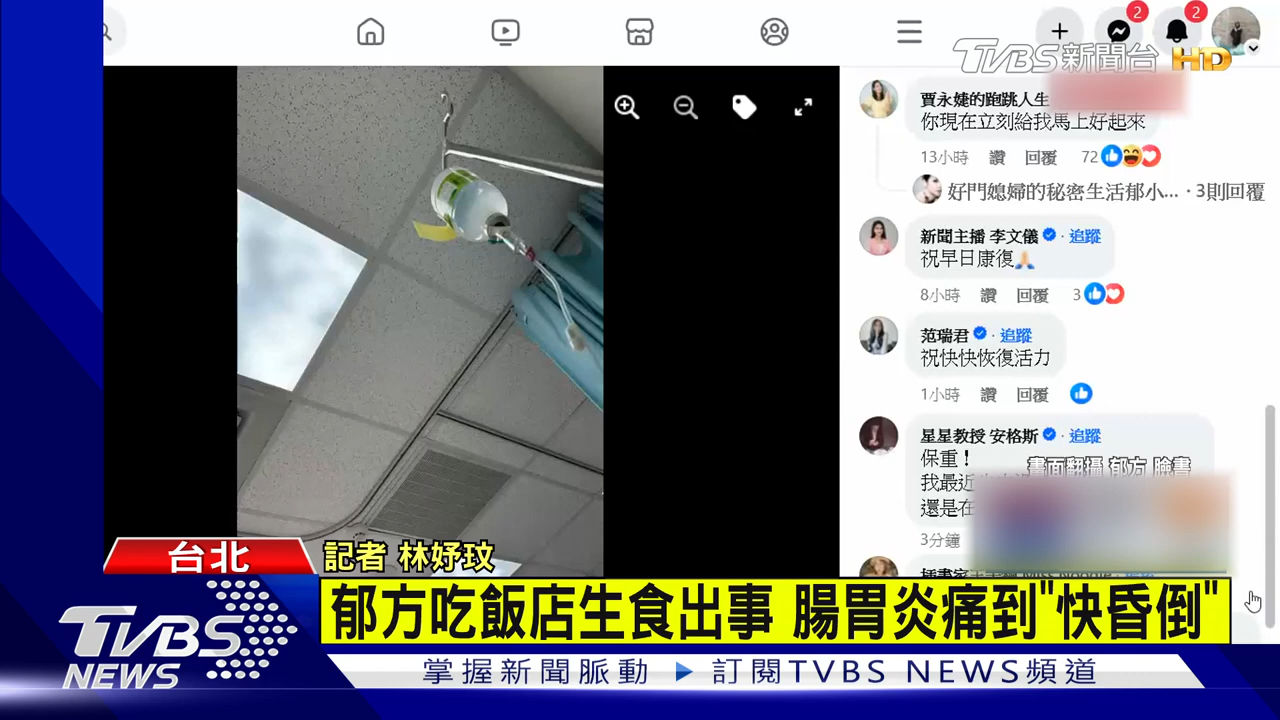 2
2
TVBS新聞台 HD
賈永婕的跑跳人生
你現在立刻給我馬上好起來
13小時 讚 回覆 72
好門媳婦的秘密生活郁小... · 3則回覆
新聞主播 李文儀 · 追蹤
祝早日康復🙏
8小時 讚 回覆 3
范瑞君 · 追蹤
祝快快恢復活力
1小時 讚 回覆
星星教授 安格斯 · 追蹤
保重！
畫面翻攝 郁方 臉書
我最近
還是在
3分鐘
台北
記者 林妤玟
郁方吃飯店生食出事 腸胃炎痛到"快昏倒"
TVBS
NEWS
掌握新聞脈動 ▶ 訂閱TVBS NEWS頻道